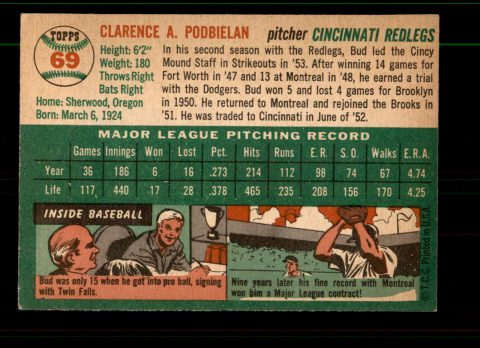 TOPPS
69
CLARENCE A. PODBIELAN pitcher CINCINNATI REDLEGS
Height: 6'2"
Weight: 180
Throws Right
Bats Right
Home: Sherwood, Oregon
Born: March 6, 1924
In his second season with the Redlegs, Bud led the Cincy
Mound Staff in Strikeouts in '53. After winning 14 games for
Fort Worth in '47 and 13 at Montreal in '48, he earned a trial
with the Dodgers. Bud won 5 and lost 4 games for Brooklyn
in 1950. He returned to Montreal and rejoined the Brooks in
'51. He was traded to Cincinnati in June of '52.
MAJOR LEAGUE PITCHING RECORD
Games Innings Won Lost Pct. Hits Runs E.R. S.O. Walks E.R.A.
Year 36 186 6 16 .273 214 112 98 74 67 4.74
Life 117 440 17 28 .378 465 235 208 156 170 4.25
INSIDE BASEBALL
Bud was only 15 when he got into pro ball, signing
with Twin Falls.
Nine years later his fine record with Montreal
won him a Major League contract!
© T.C.G. Printed in U.S.A.